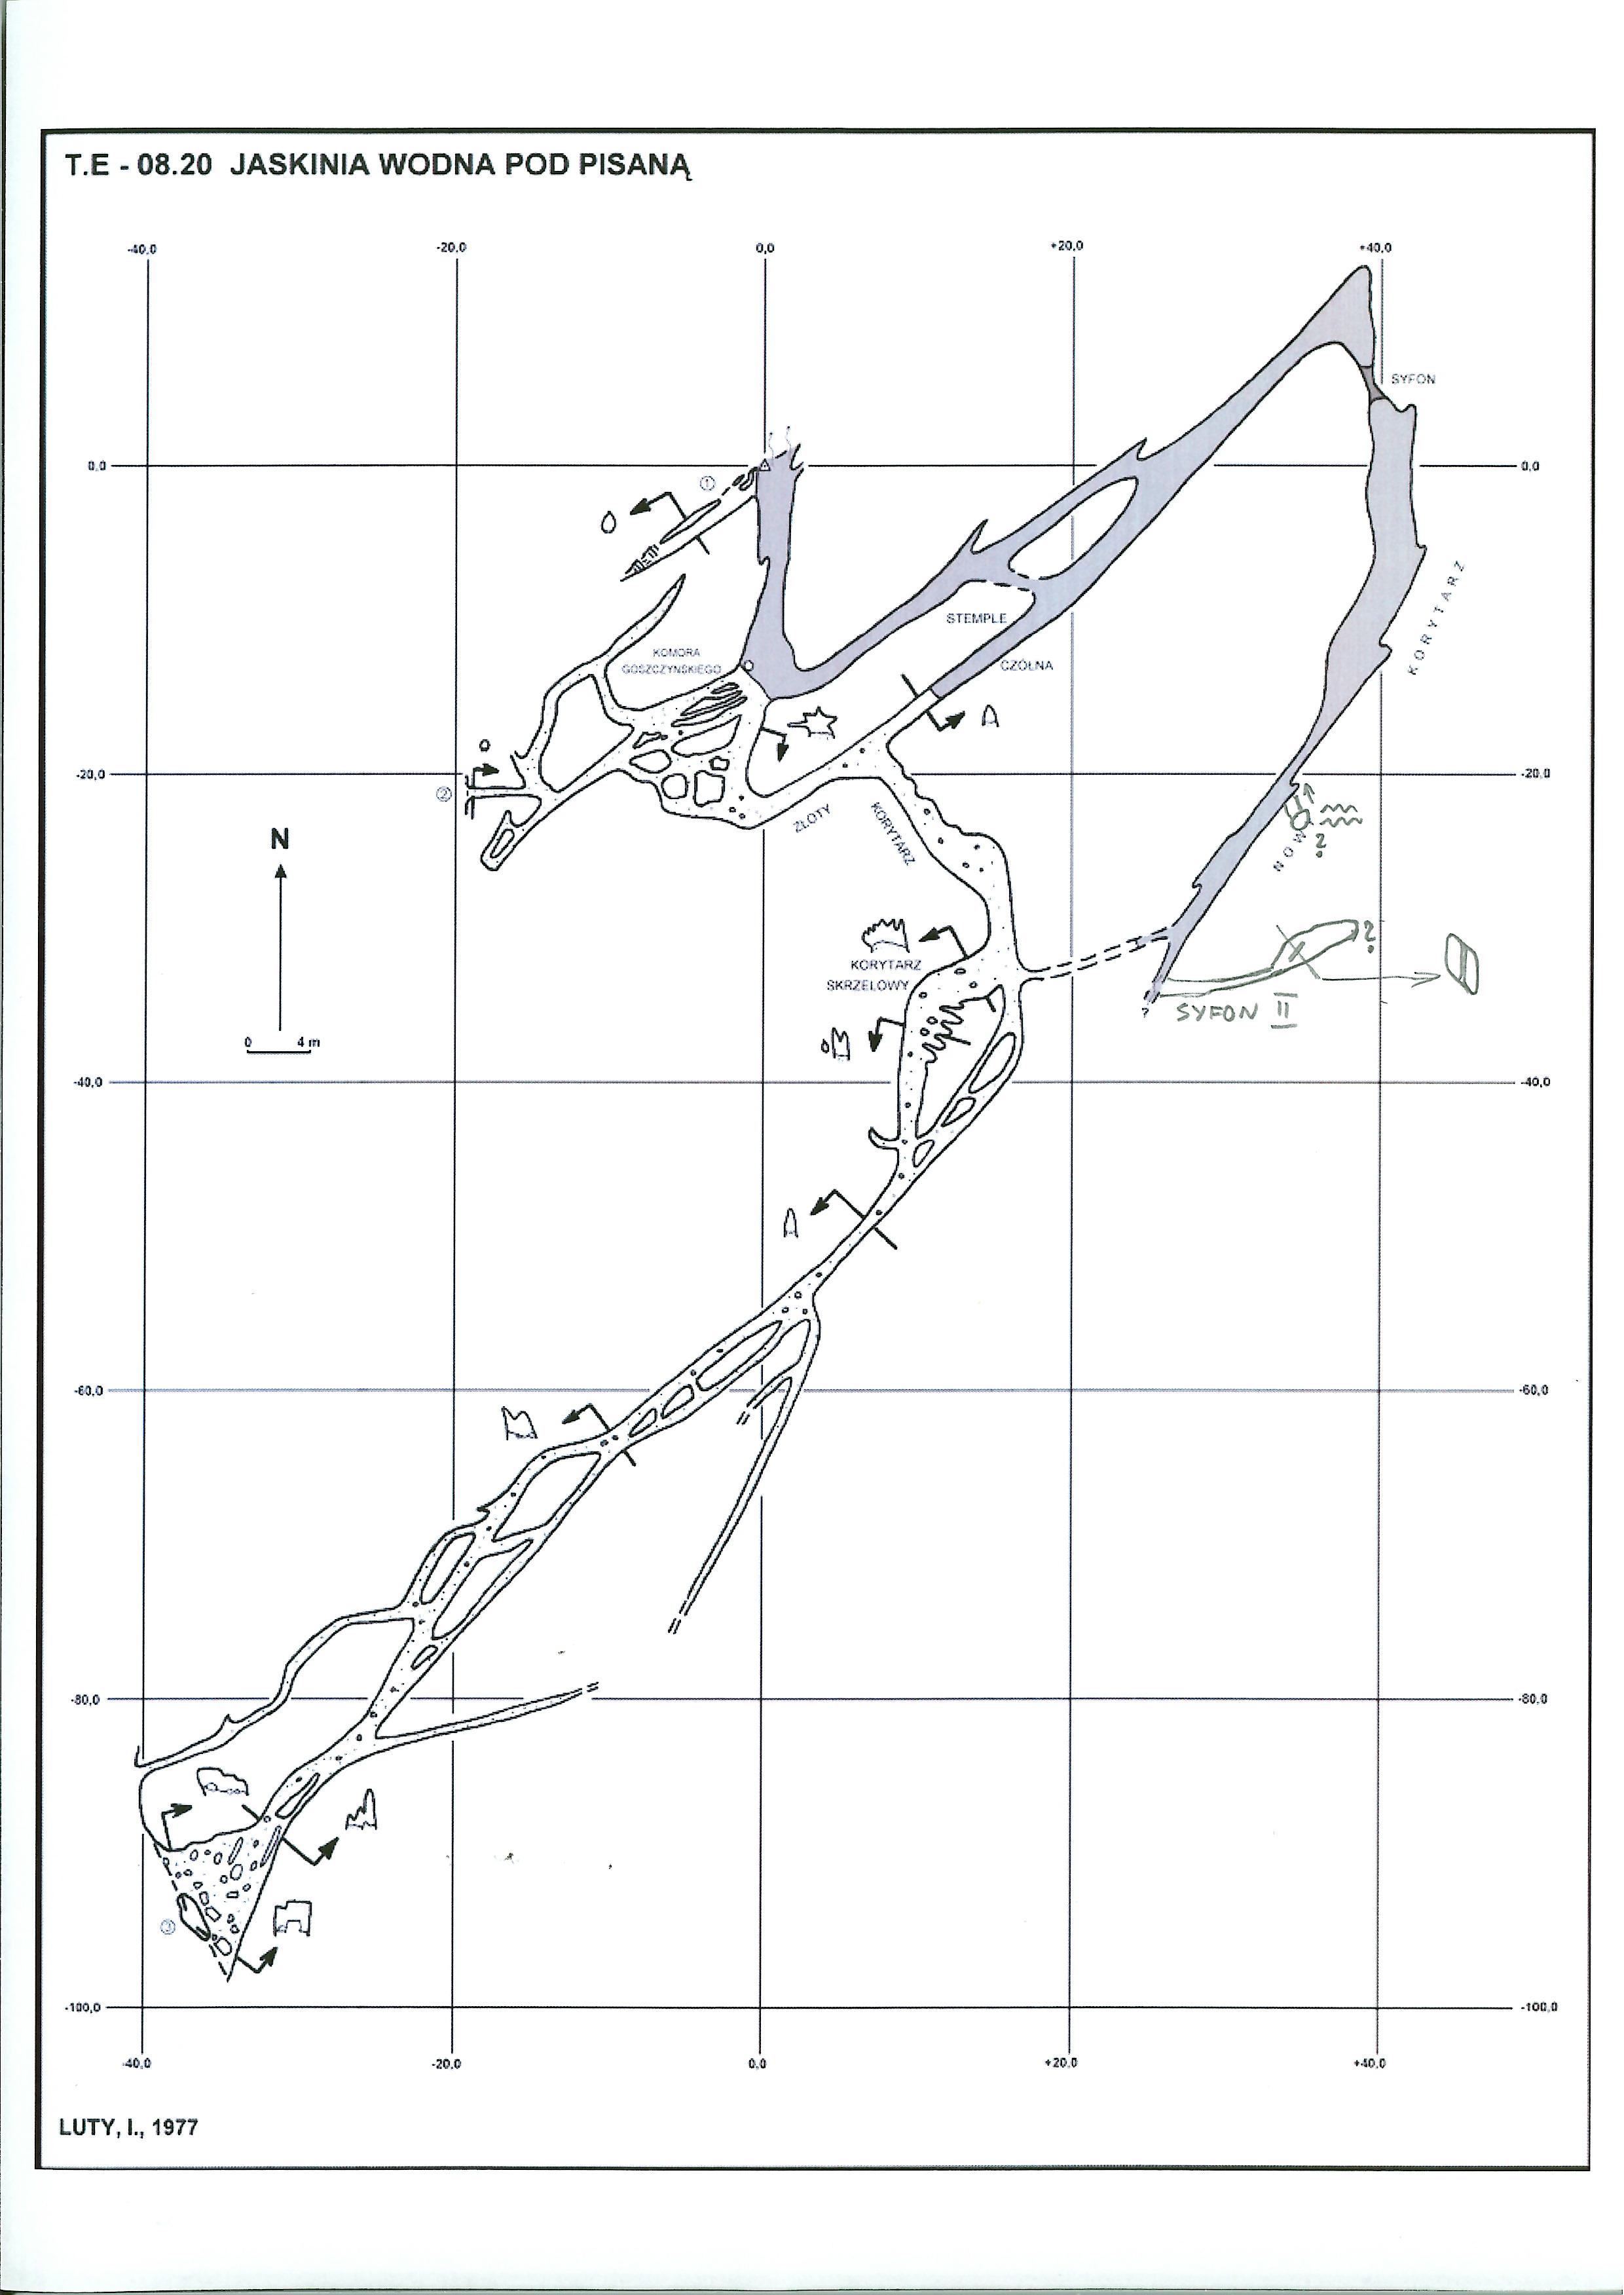 T.E - 08.20 JASKINIA WODNA POD PISANĄ
-40,0 -20,0 0,0 +20,0 +40,0
SYFON
0,0 0,0
①
STEMPLE
KOMORA
GOSZCZYŃSKIEGO
CZÓŁNA
KORYTARZ
-20,0 -20,0
②
ZŁOTY
KORYTARZ
NOWY
?
N
?
KORYTARZ
SKRZELOWY
SYFON II
?
0 4 m
-40,0 -40,0
-60,0 -60,0
-80,0 -80,0
③
-100,0 -100,0
-40,0 -20,0 0,0 +20,0 +40,0
LUTY, I., 1977